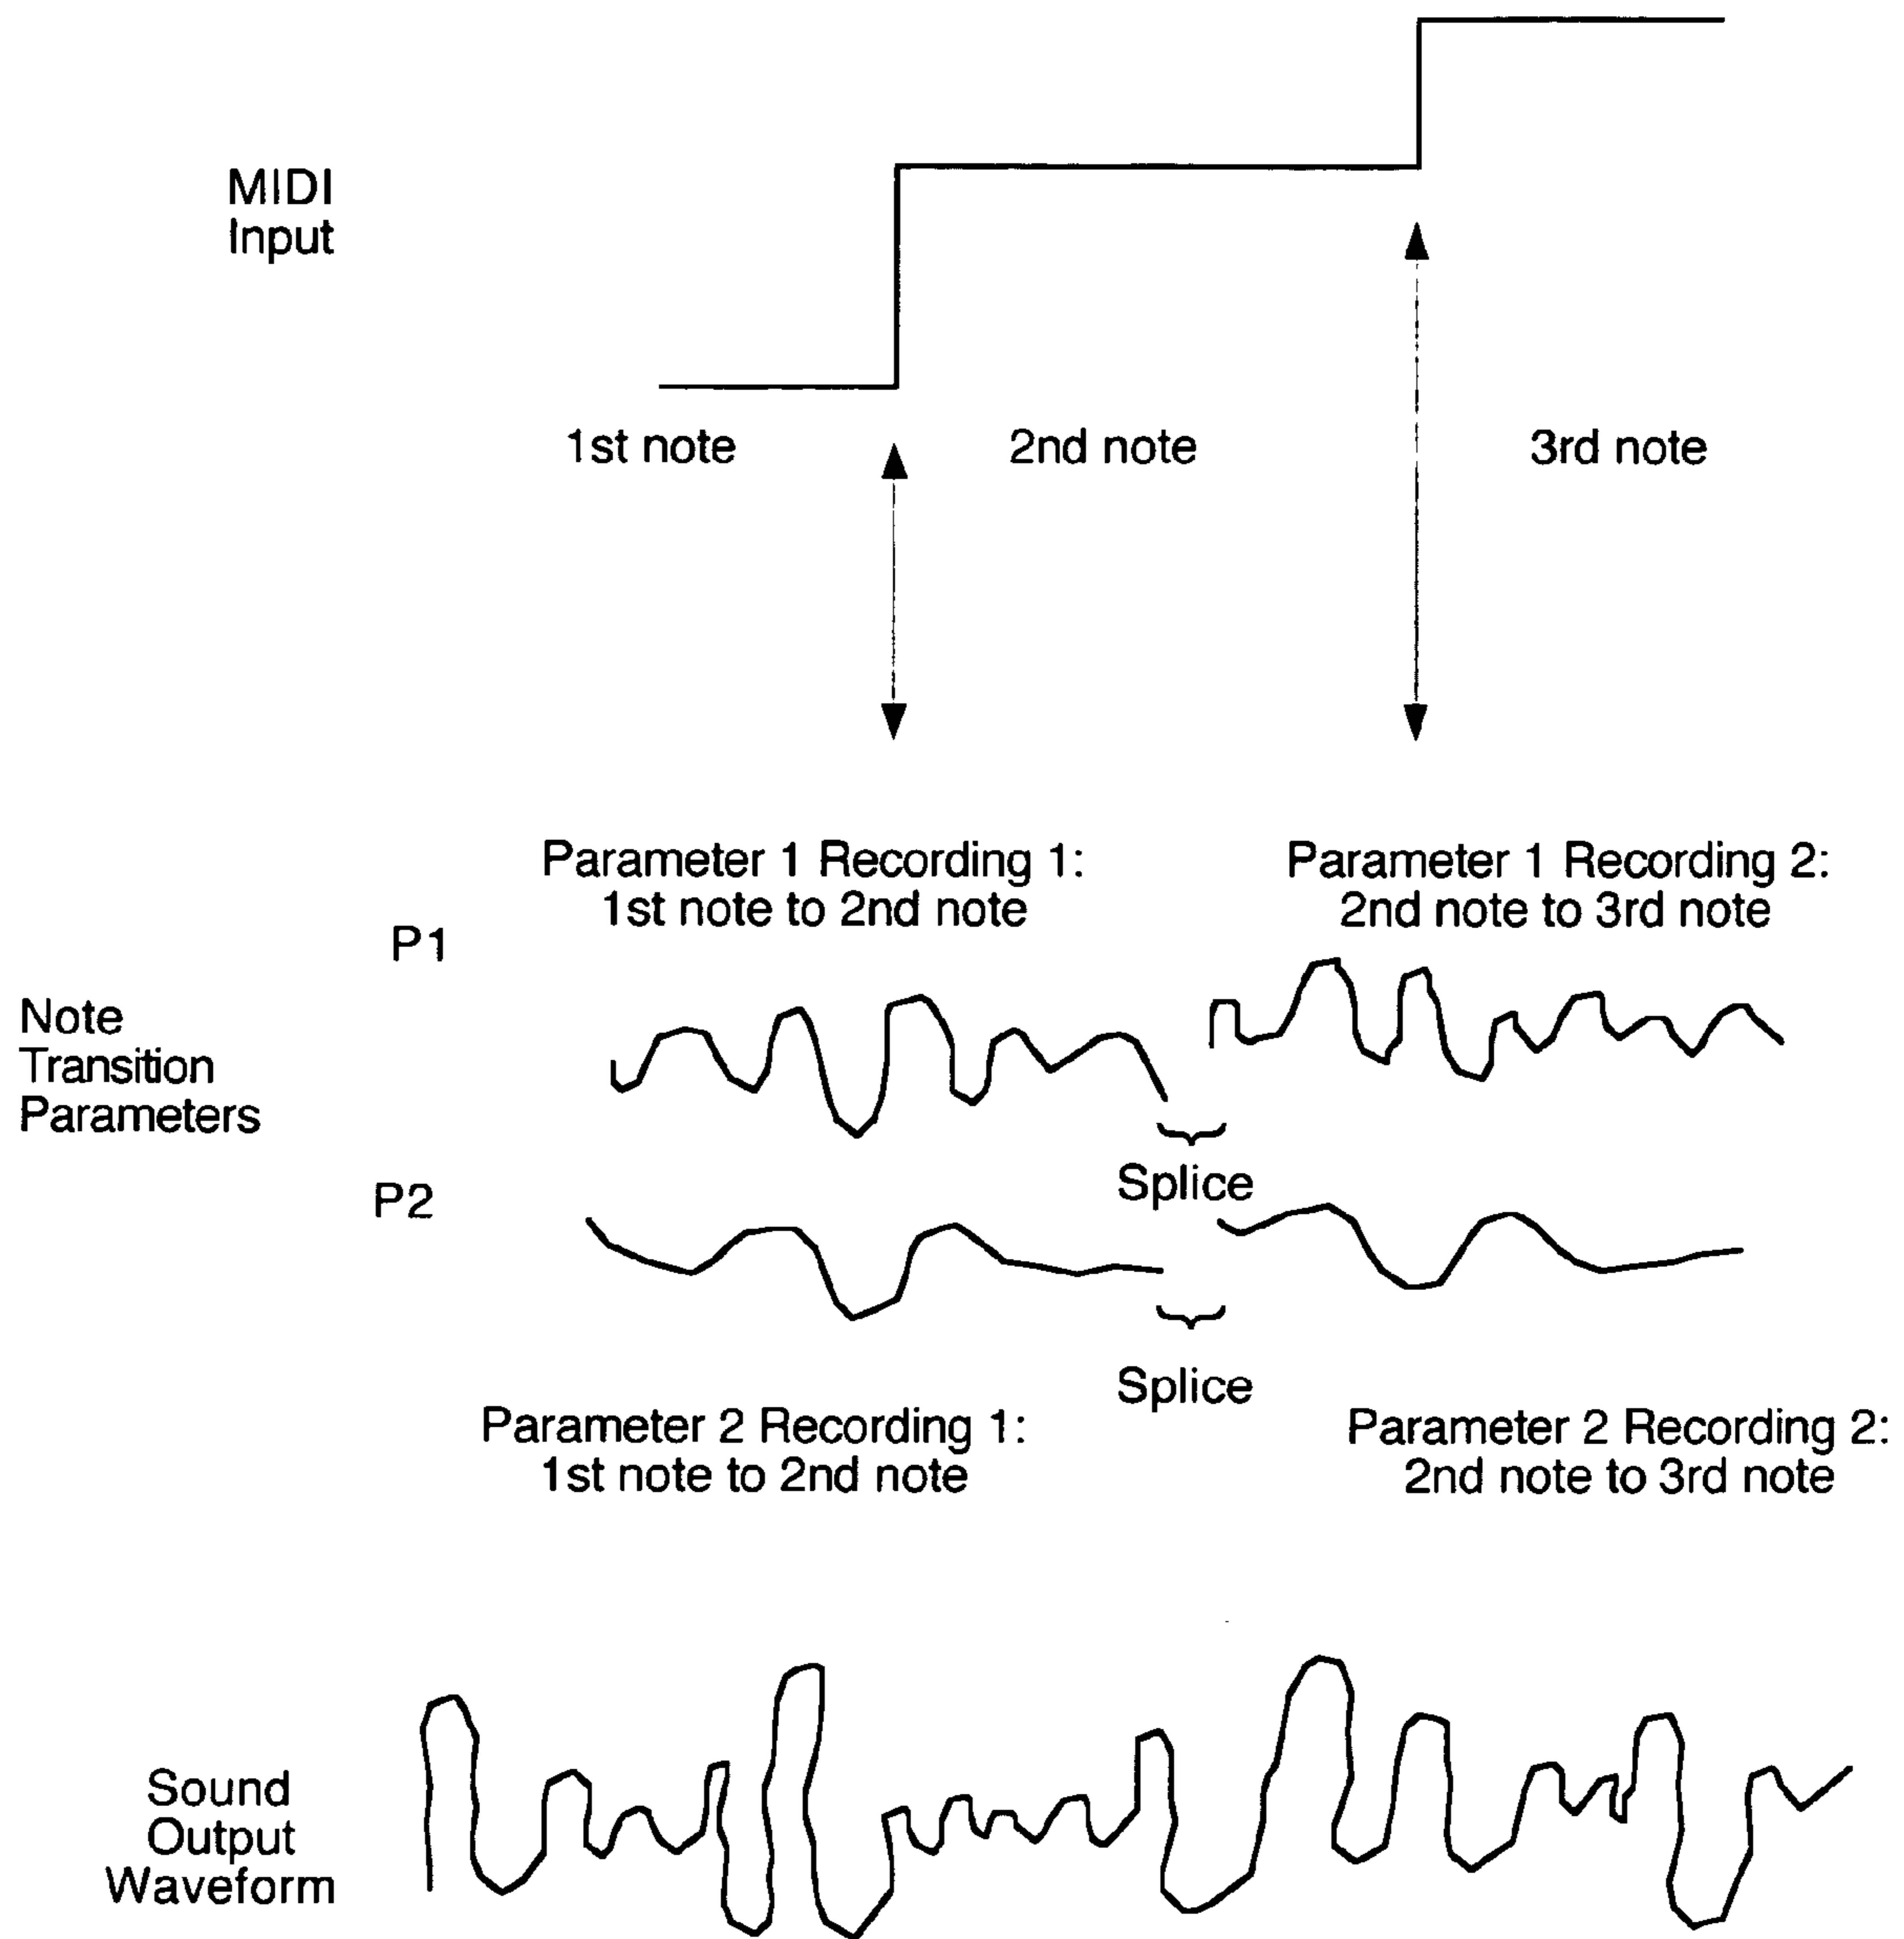 MIDI
Input
1st note
2nd note
3rd note
Parameter 1 Recording 1:
1st note to 2nd note
Parameter 1 Recording 2:
2nd note to 3rd note
P1
Note
Transition
Parameters
Splice
P2
Splice
Parameter 2 Recording 1:
1st note to 2nd note
Parameter 2 Recording 2:
2nd note to 3rd note
Sound
Output
Waveform